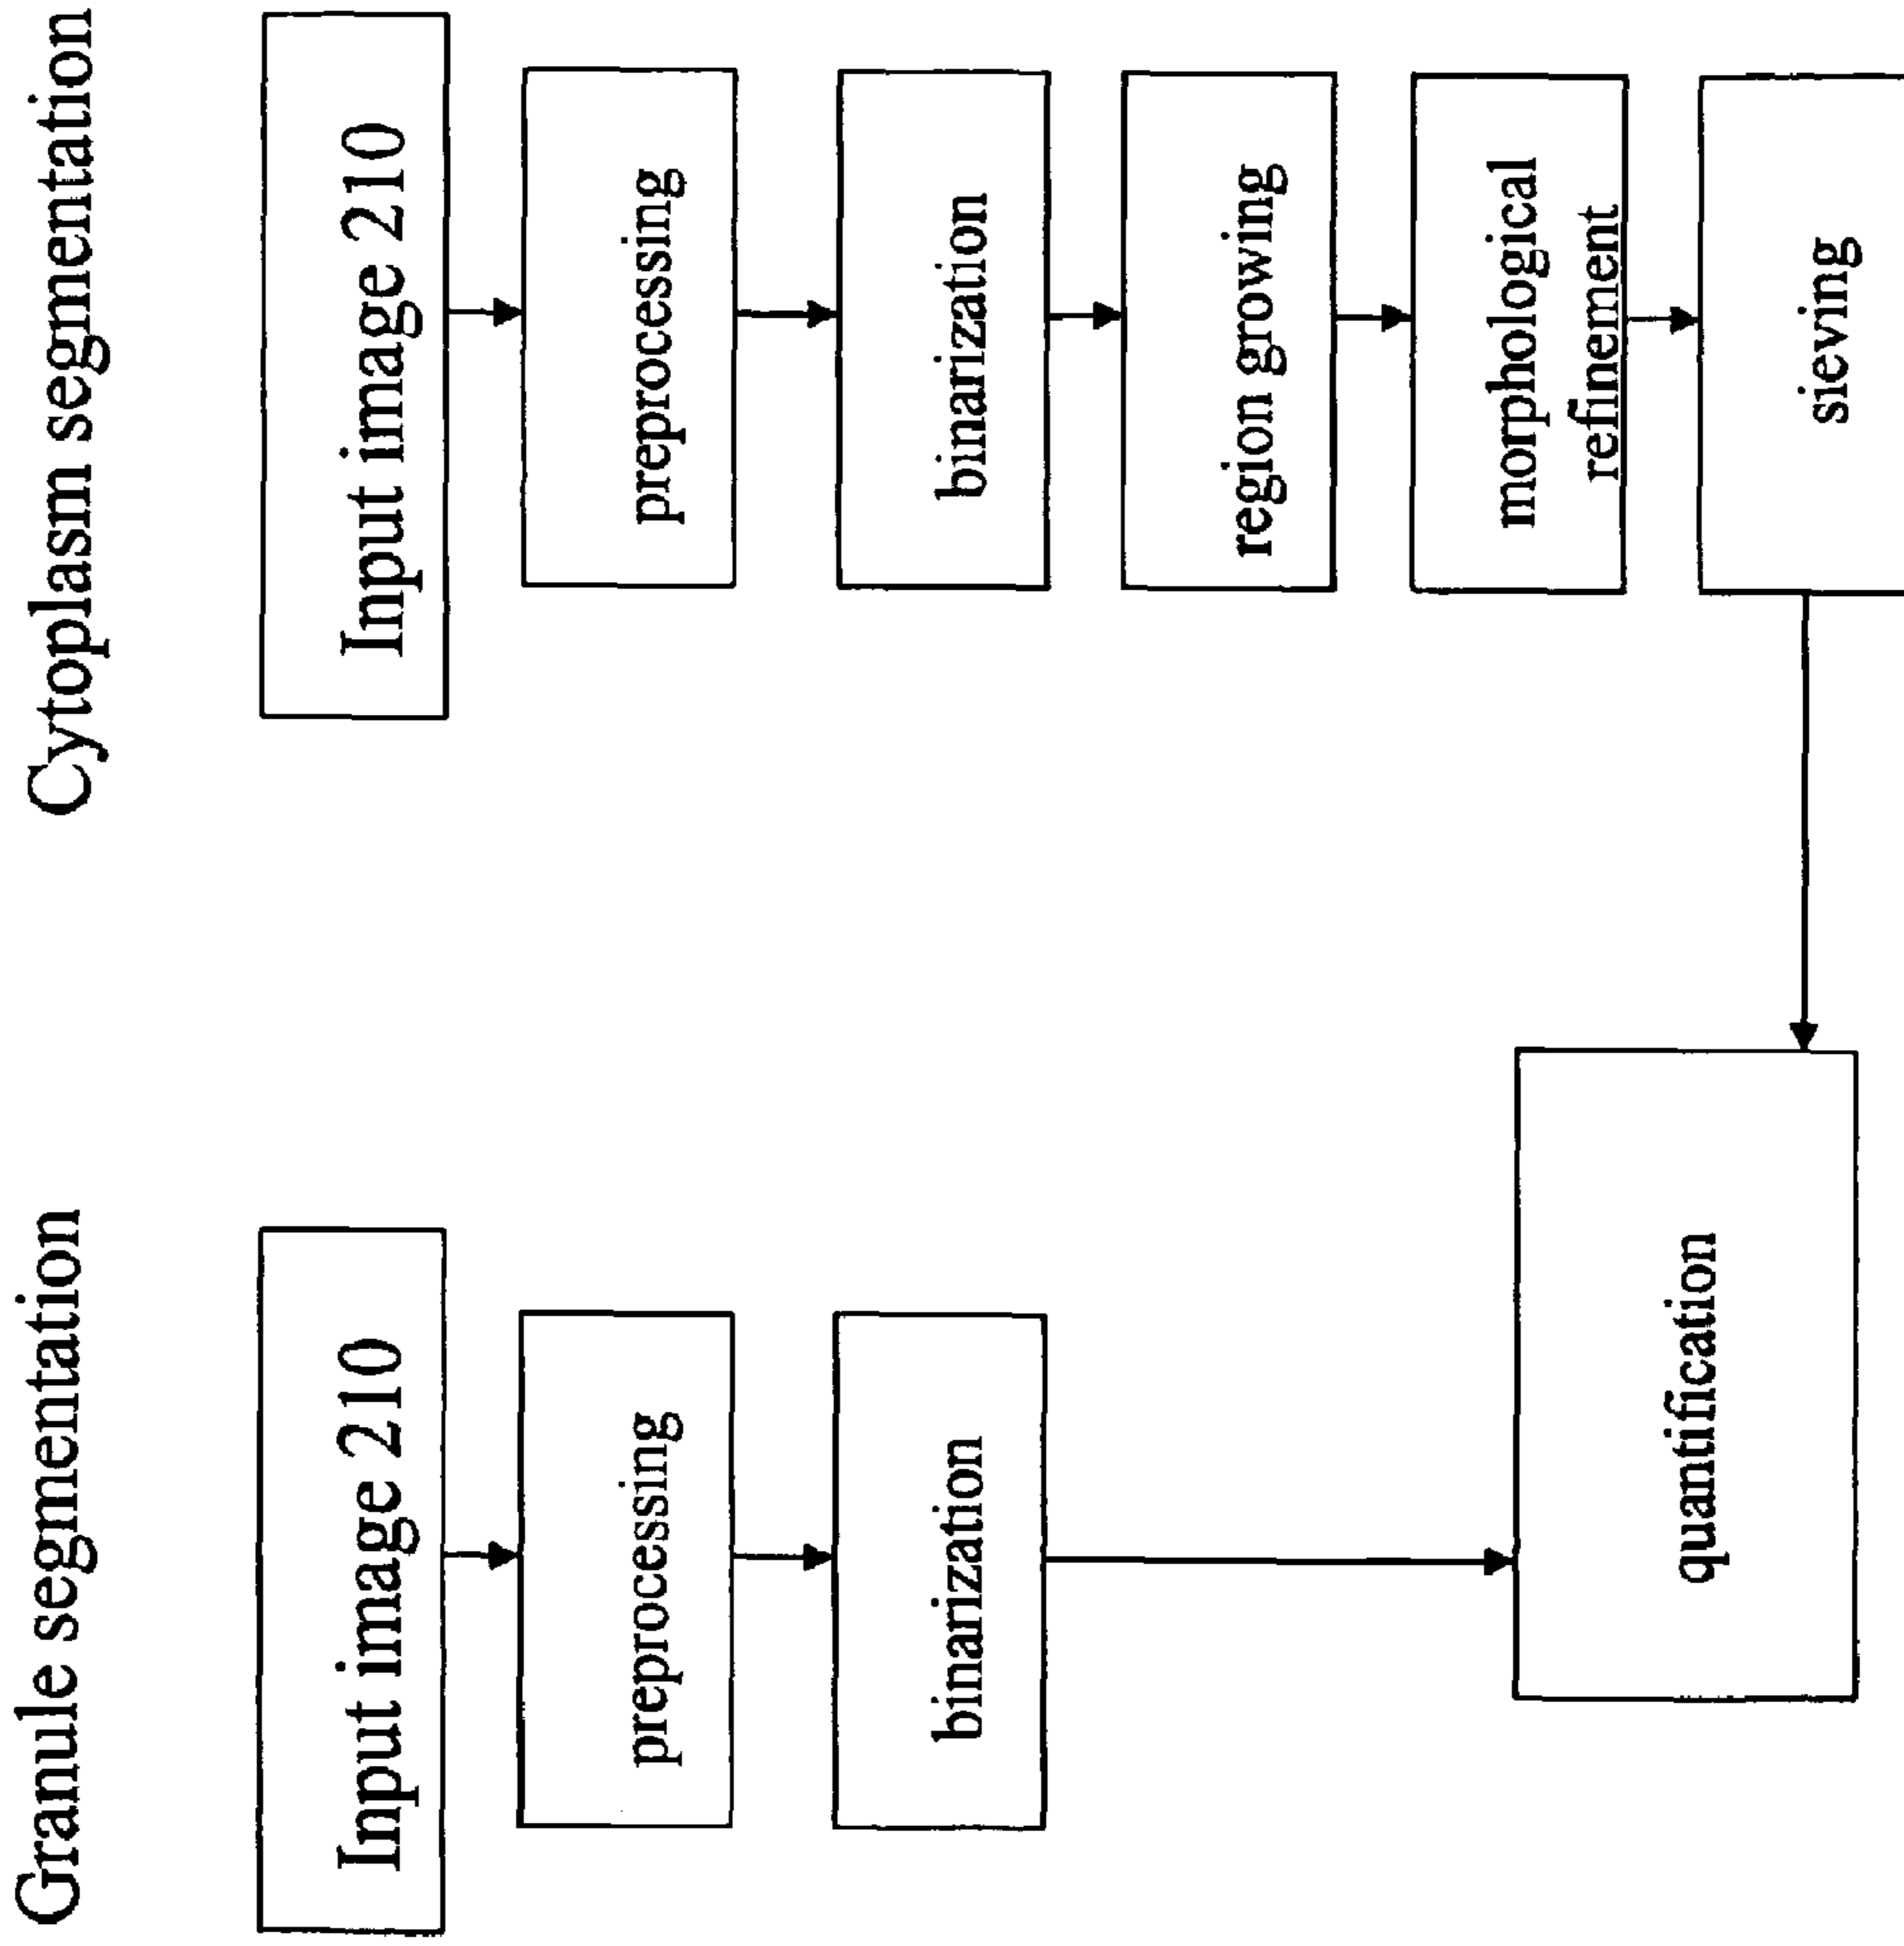 Granule segmentation
Input image 210
preprocessing
binarization
quantification
Cytoplasm segmentation
Input image 210
preprocessing
binarization
region growing
morphological
refinement
sieving